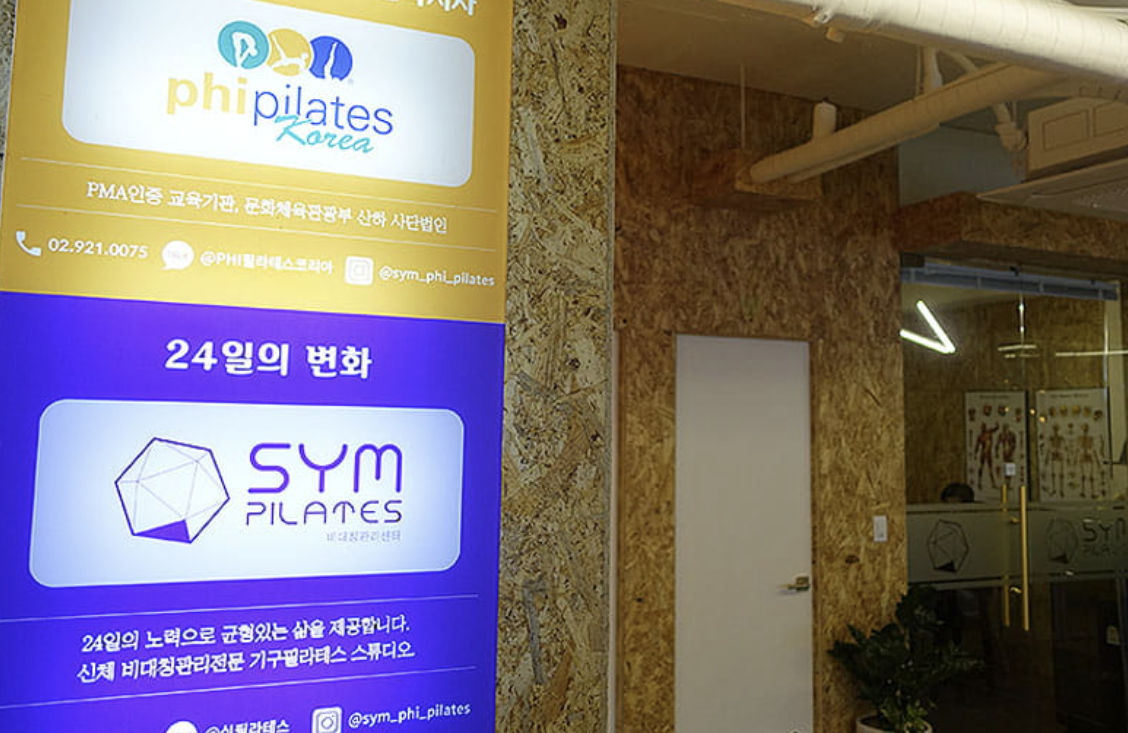 phipilates
Korea
PMA인증 교육기관, 문화체육관광부 산하 사단법인
02.921.0075 @PHI필라테스코리아 @sym_phi_pilates
24일의 변화
SYM
PILATES
비대칭관리센터
24일의 노력으로 균형있는 삶을 제공합니다.
신체 비대칭관리전문 기구필라테스 스튜디오
@sym_phi_pilates
SYM
PILATES